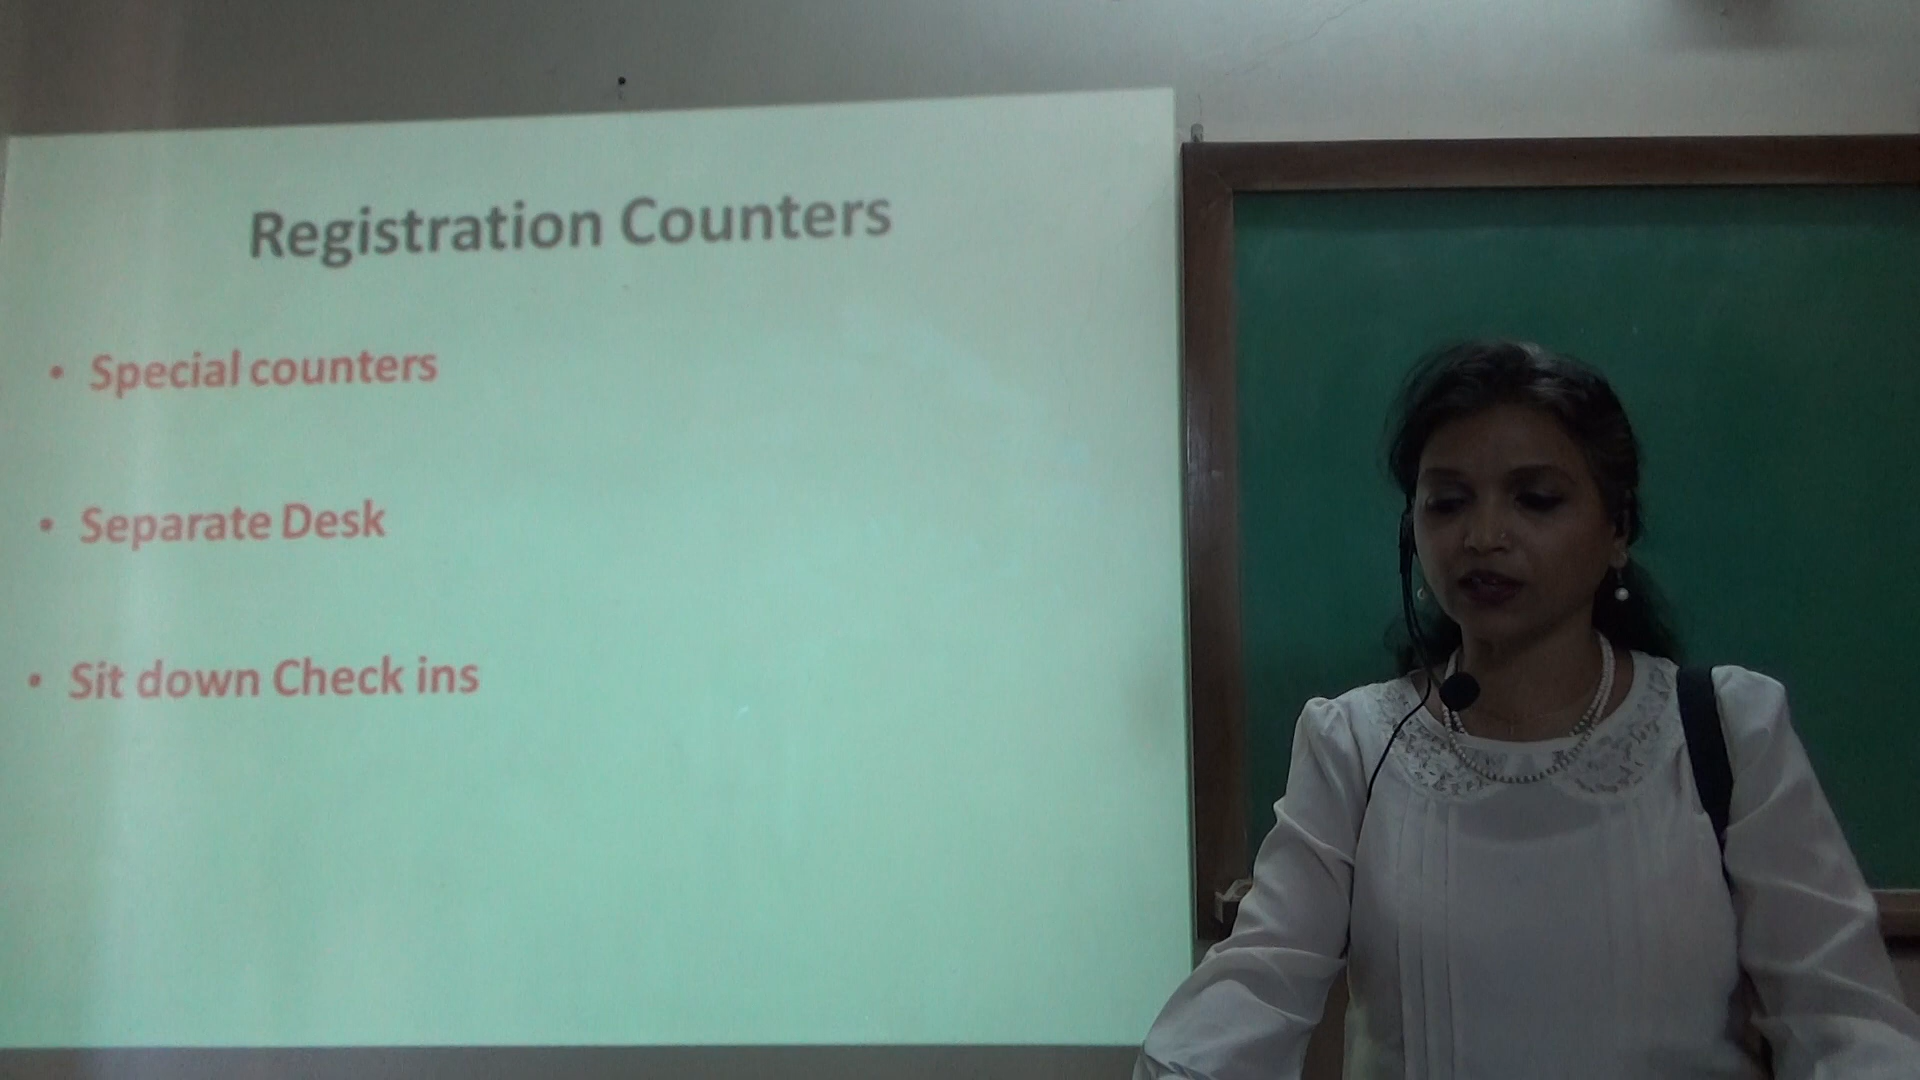 Registration Counters
• Special counters
• Separate Desk
• Sit down Check ins